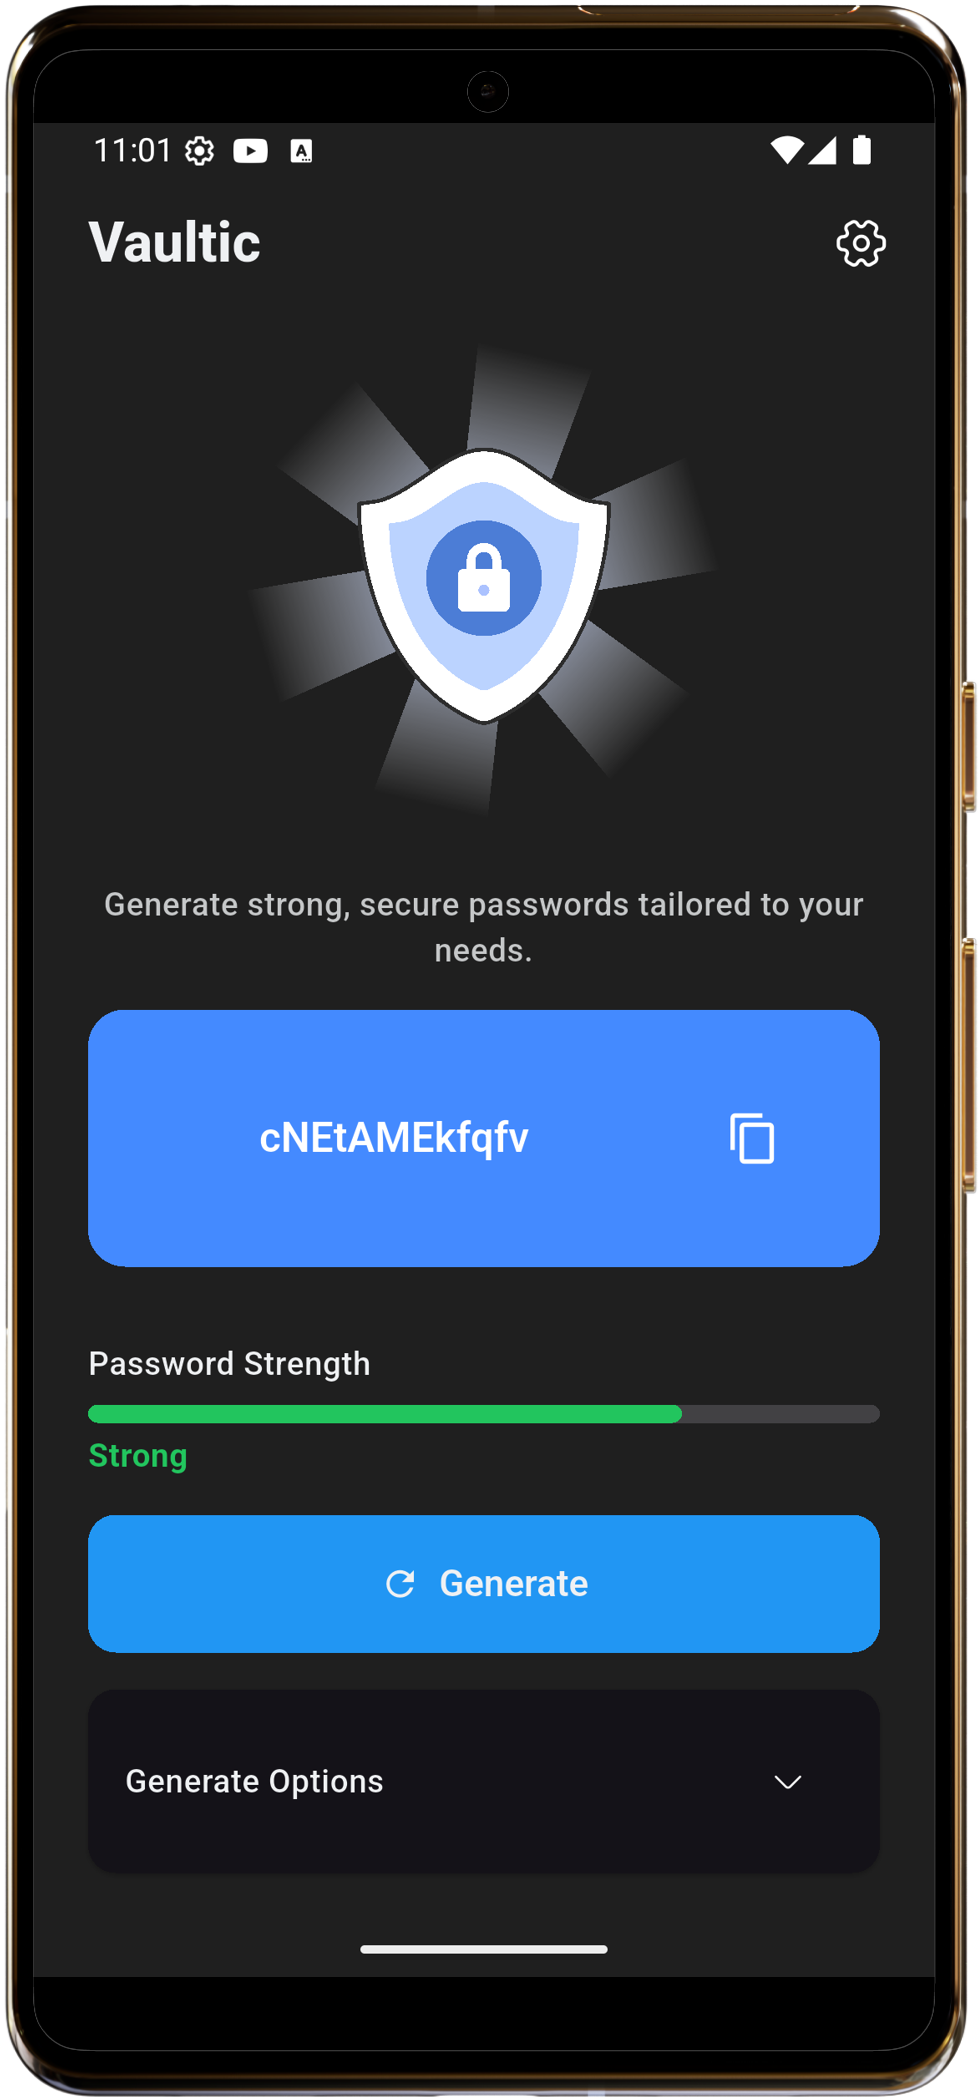 11:01
Vaultic
Generate strong, secure passwords tailored to your
needs.
cNEtAMEkfqfv
Password Strength
Strong
Generate
Generate Options